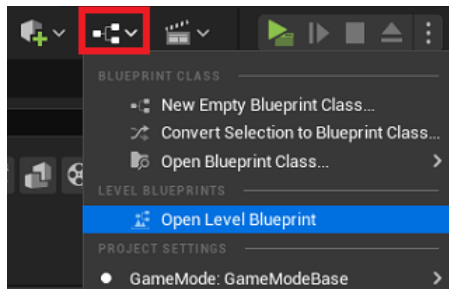 BLUEPRINT CLASS
New Empty Blueprint Class...
Convert Selection to Blueprint Class...
Open Blueprint Class...
LEVEL BLUEPRINTS
Open Level Blueprint
PROJECT SETTINGS
GameMode: GameModeBase